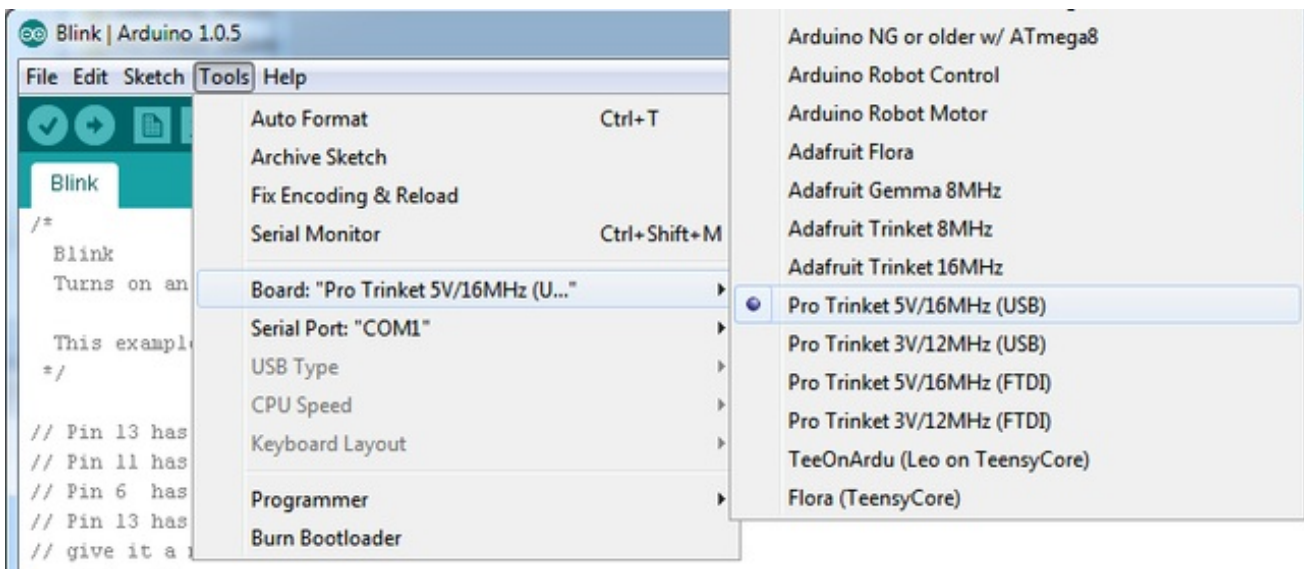 Blink | Arduino 1.0.5
File Edit Sketch Tools Help
Blink
/*
Blink
Turns on an
This example
*/
// Pin 13 has
// Pin 11 has
// Pin 6 has
// Pin 13 has
// give it a
Auto Format Ctrl+T
Archive Sketch
Fix Encoding & Reload
Serial Monitor Ctrl+Shift+M
Board: "Pro Trinket 5V/16MHz (U..."
Serial Port: "COM1"
USB Type
CPU Speed
Keyboard Layout
Programmer
Burn Bootloader
Arduino NG or older w/ ATmega8
Arduino Robot Control
Arduino Robot Motor
Adafruit Flora
Adafruit Gemma 8MHz
Adafruit Trinket 8MHz
Adafruit Trinket 16MHz
Pro Trinket 5V/16MHz (USB)
Pro Trinket 3V/12MHz (USB)
Pro Trinket 5V/16MHz (FTDI)
Pro Trinket 3V/12MHz (FTDI)
TeeOnArdu (Leo on TeensyCore)
Flora (TeensyCore)